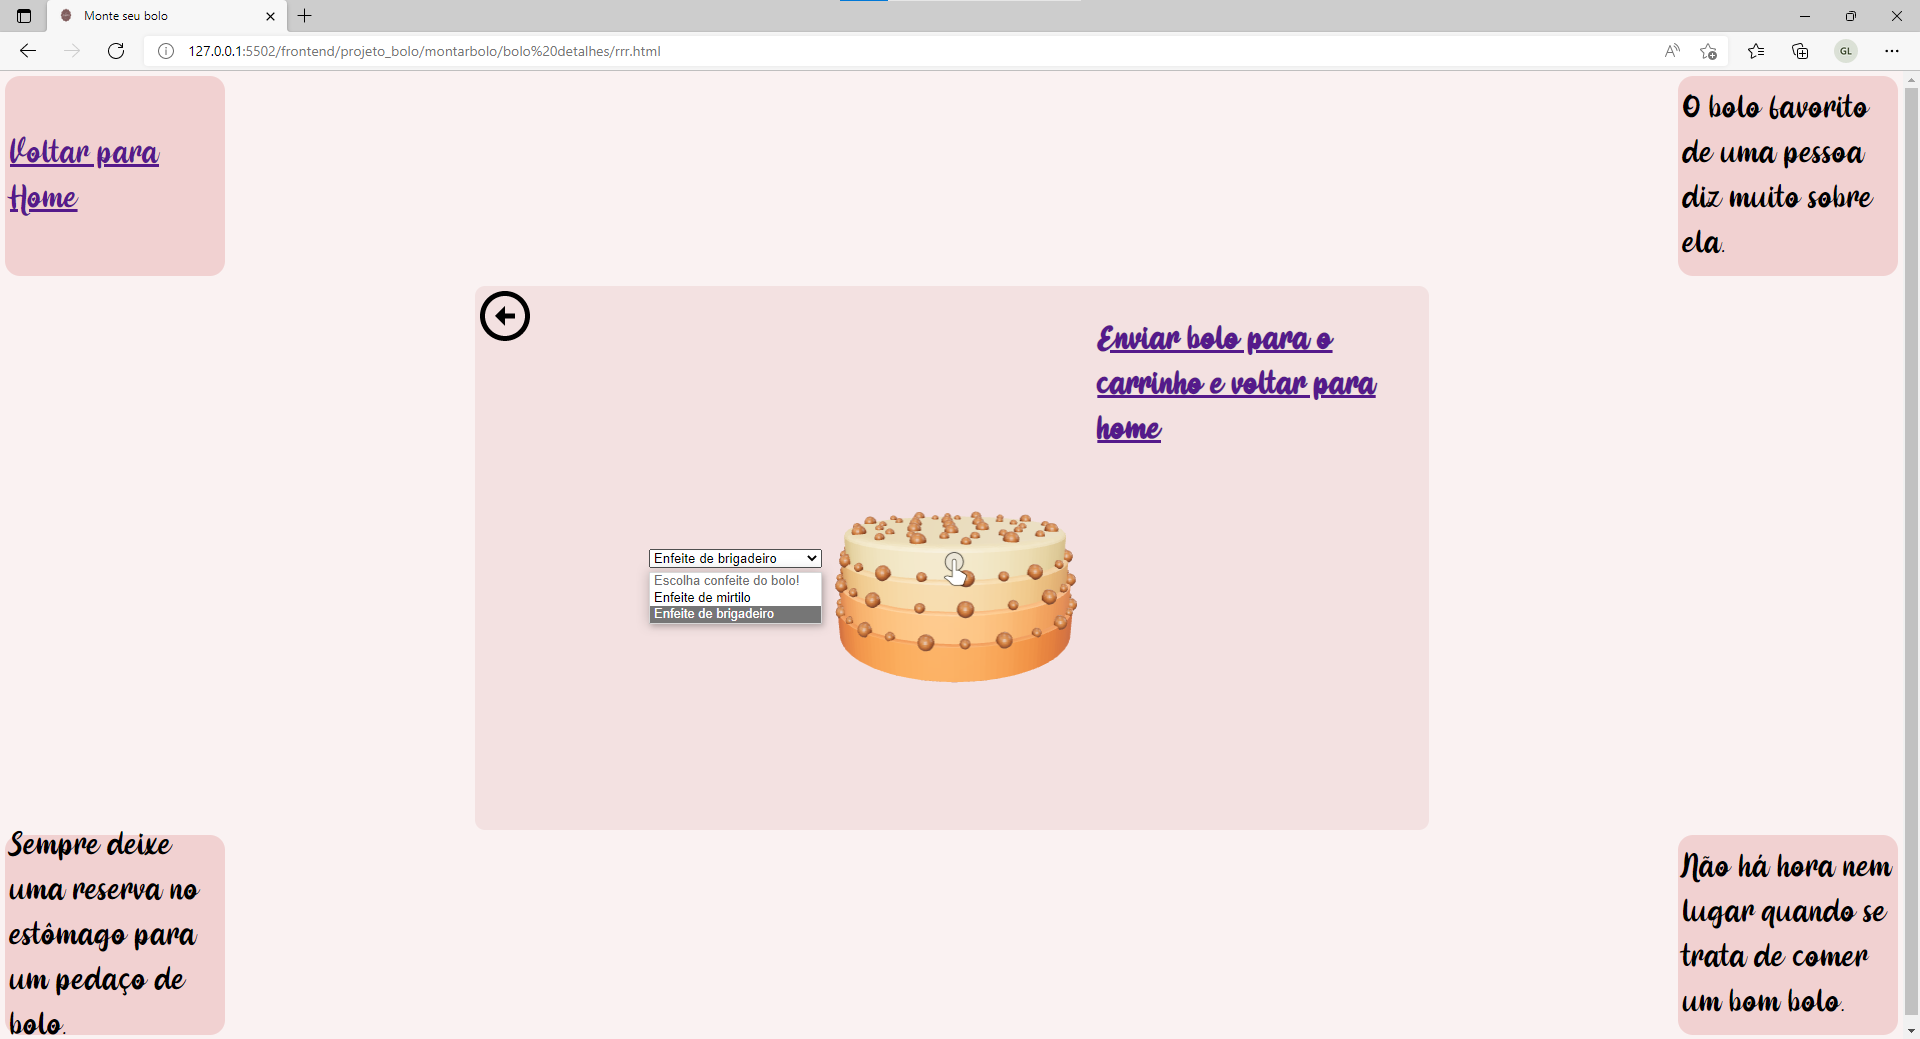 Monte seu bolo
127.0.0.1:5502/frontend/projeto_bolo/montarbolo/bolo%20detalhes/rrr.html
GL
Voltar para
Home
O bolo favorito
de uma pessoa
diz muito sobre
ela.
Enviar bolo para o
carrinho e voltar para
home
Enfeite de brigadeiro
Escolha confeite do bolo!
Enfeite de mirtilo
Enfeite de brigadeiro
Sempre deixe
uma reserva no
estômago para
um pedaço de
bolo.
Não há hora nem
lugar quando se
trata de comer
um bom bolo.